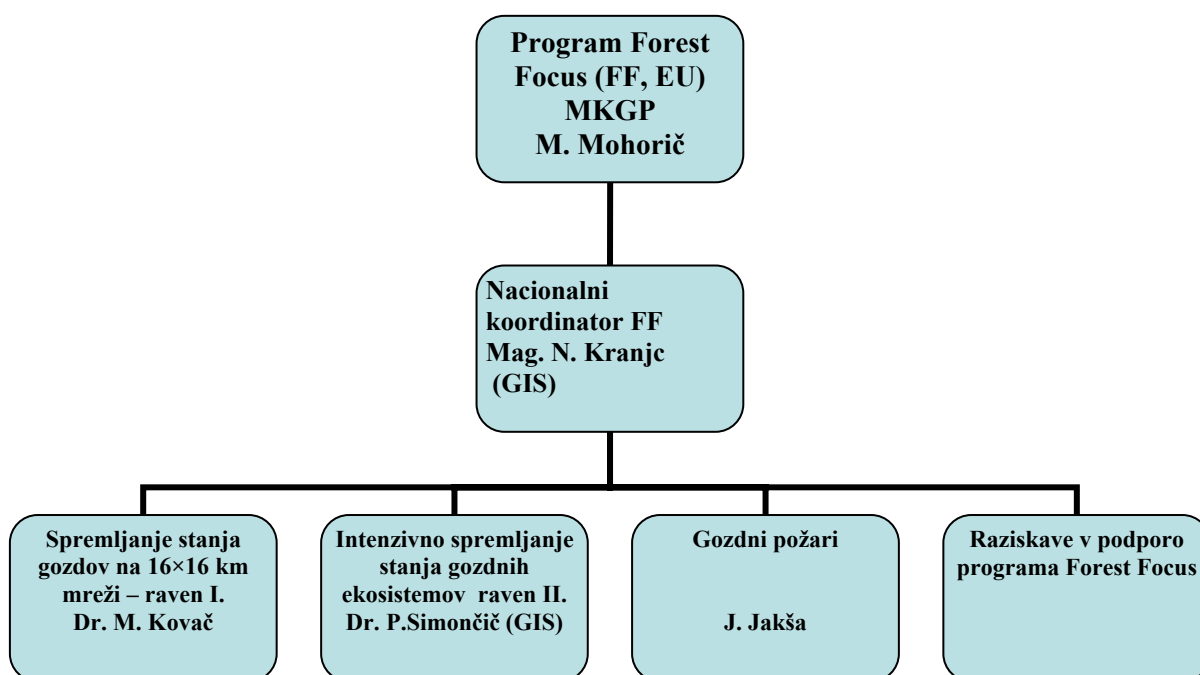 Program Forest
Focus (FF, EU)
MKGP
M. Mohorič
Nacionalni
koordinator FF
Mag. N. Kranjc
(GIS)
Spremljanje stanja
gozdov na 16×16 km
mreži – raven I.
Dr. M. Kovač
Intenzivno spremljanje
stanja gozdnih
ekosistemov raven II.
Dr. P.Simončič (GIS)
Gozdni požari
J. Jakša
Raziskave v podporo
programa Forest Focus